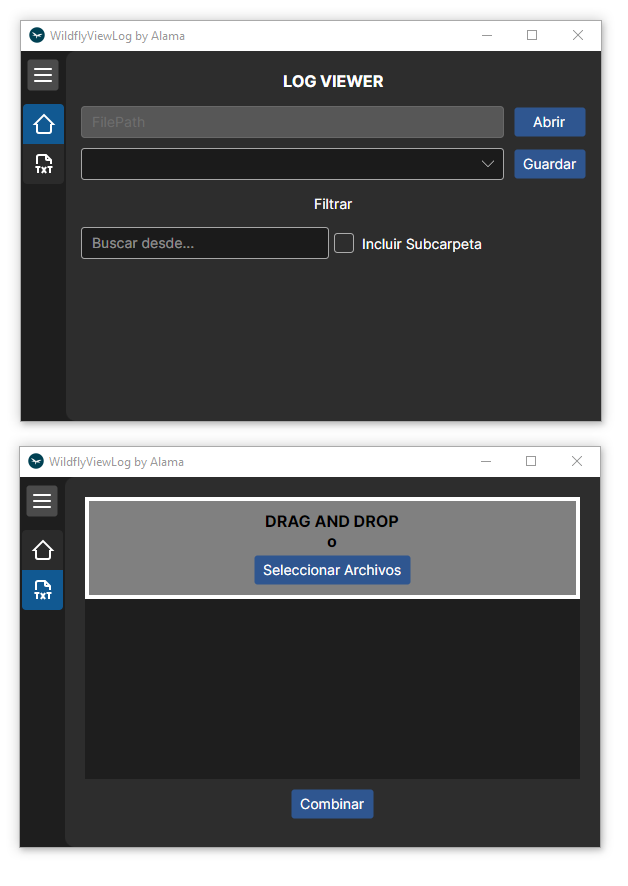 WildflyViewLog by Alama
LOG VIEWER
FilePath
Abrir
Guardar
Filtrar
Buscar desde...
Incluir Subcarpeta
TXT
WildflyViewLog by Alama
DRAG AND DROP
o
Seleccionar Archivos
TXT
Combinar